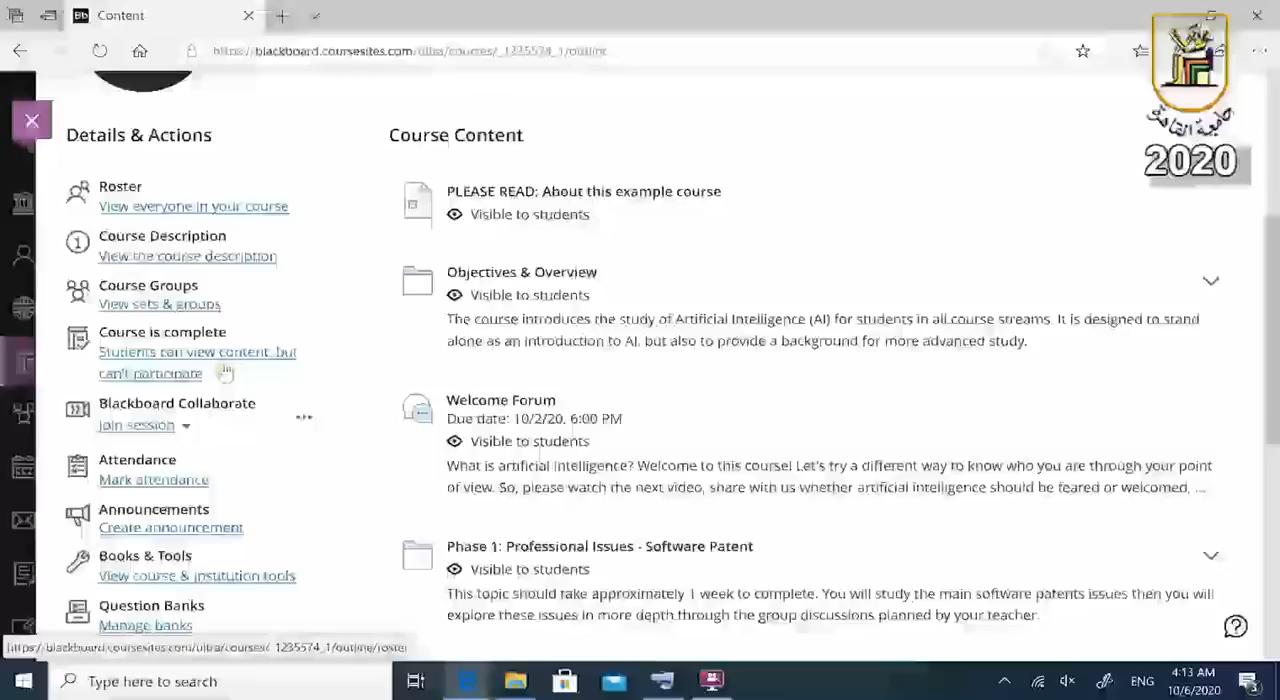 Bb Content
https://blackboard.coursesites.com/ultra/courses/_1235574_1/outline
جامعة القاهرة
2020
Details & Actions
Roster
View everyone in your course
Course Description
View the course description
Course Groups
View sets & groups
Course is complete
Students can view content, but
can't participate
Blackboard Collaborate
Join session
Attendance
Mark attendance
Announcements
Create announcement
Books & Tools
View course & institution tools
Question Banks
Manage banks
Course Content
PLEASE READ: About this example course
Visible to students
Objectives & Overview
Visible to students
The course introduces the study of Artificial Intelligence (AI) for students in all course streams. It is designed to stand
alone as an introduction to AI, but also to provide a background for more advanced study.
Welcome Forum
Due date: 10/2/20, 6:00 PM
Visible to students
What is artificial intelligence? Welcome to this course! Let's try a different way to know who you are through your point
of view. So, please watch the next video, share with us whether artificial intelligence should be feared or welcomed, ...
Phase 1: Professional Issues - Software Patent
Visible to students
This topic should take approximately 1 week to complete. You will study the main software patents issues then you will
explore these issues in more depth through the group discussions planned by your teacher.
https://blackboard.coursesites.com/ultra/courses/_1235574_1/outline/roster
Type here to search
ENG
4:13 AM
10/6/2020
3